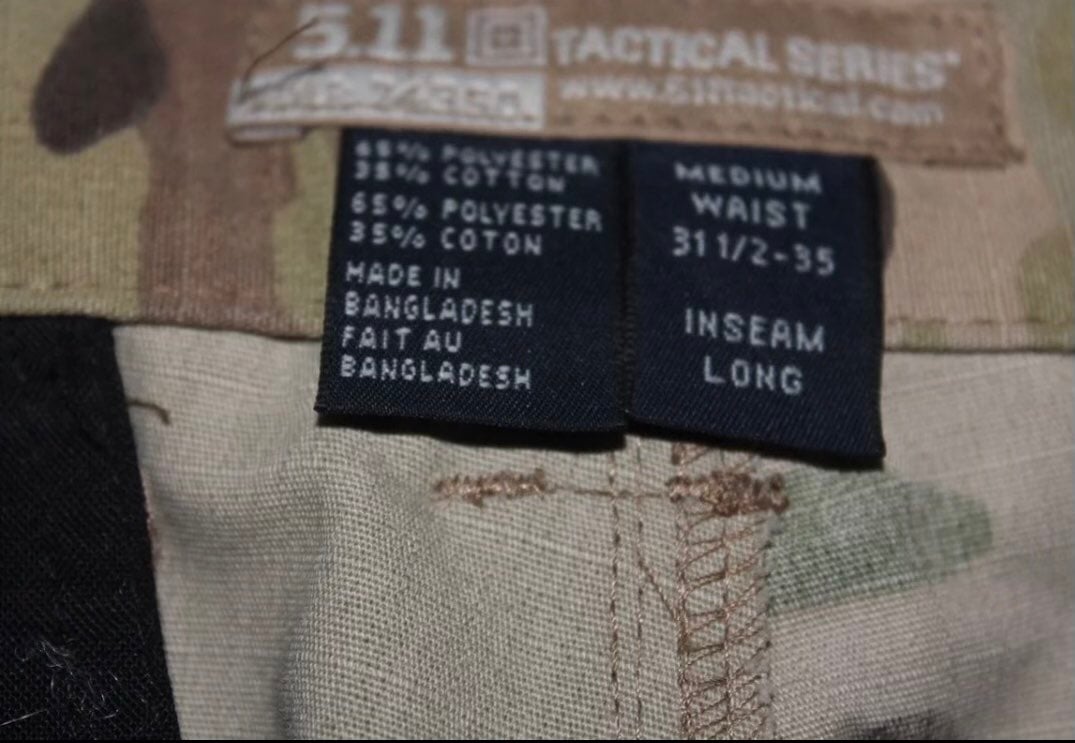 5.11 TACTICAL SERIES
www.511tactical.com
65% POLYESTER
35% COTTON
65% POLYESTER
35% COTON
MADE IN
BANGLADESH
FAIT AU
BANGLADESH
MEDIUM
WAIST
31 1/2-35
INSEAM
LONG